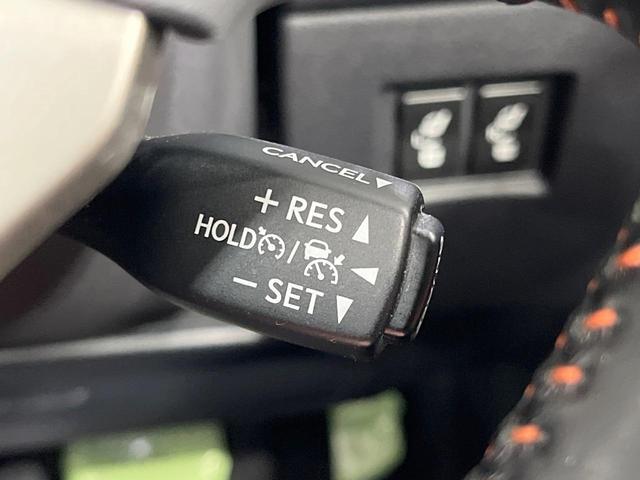 CANCEL▼
+ RES ▲
HOLD / ◀
− SET ▼